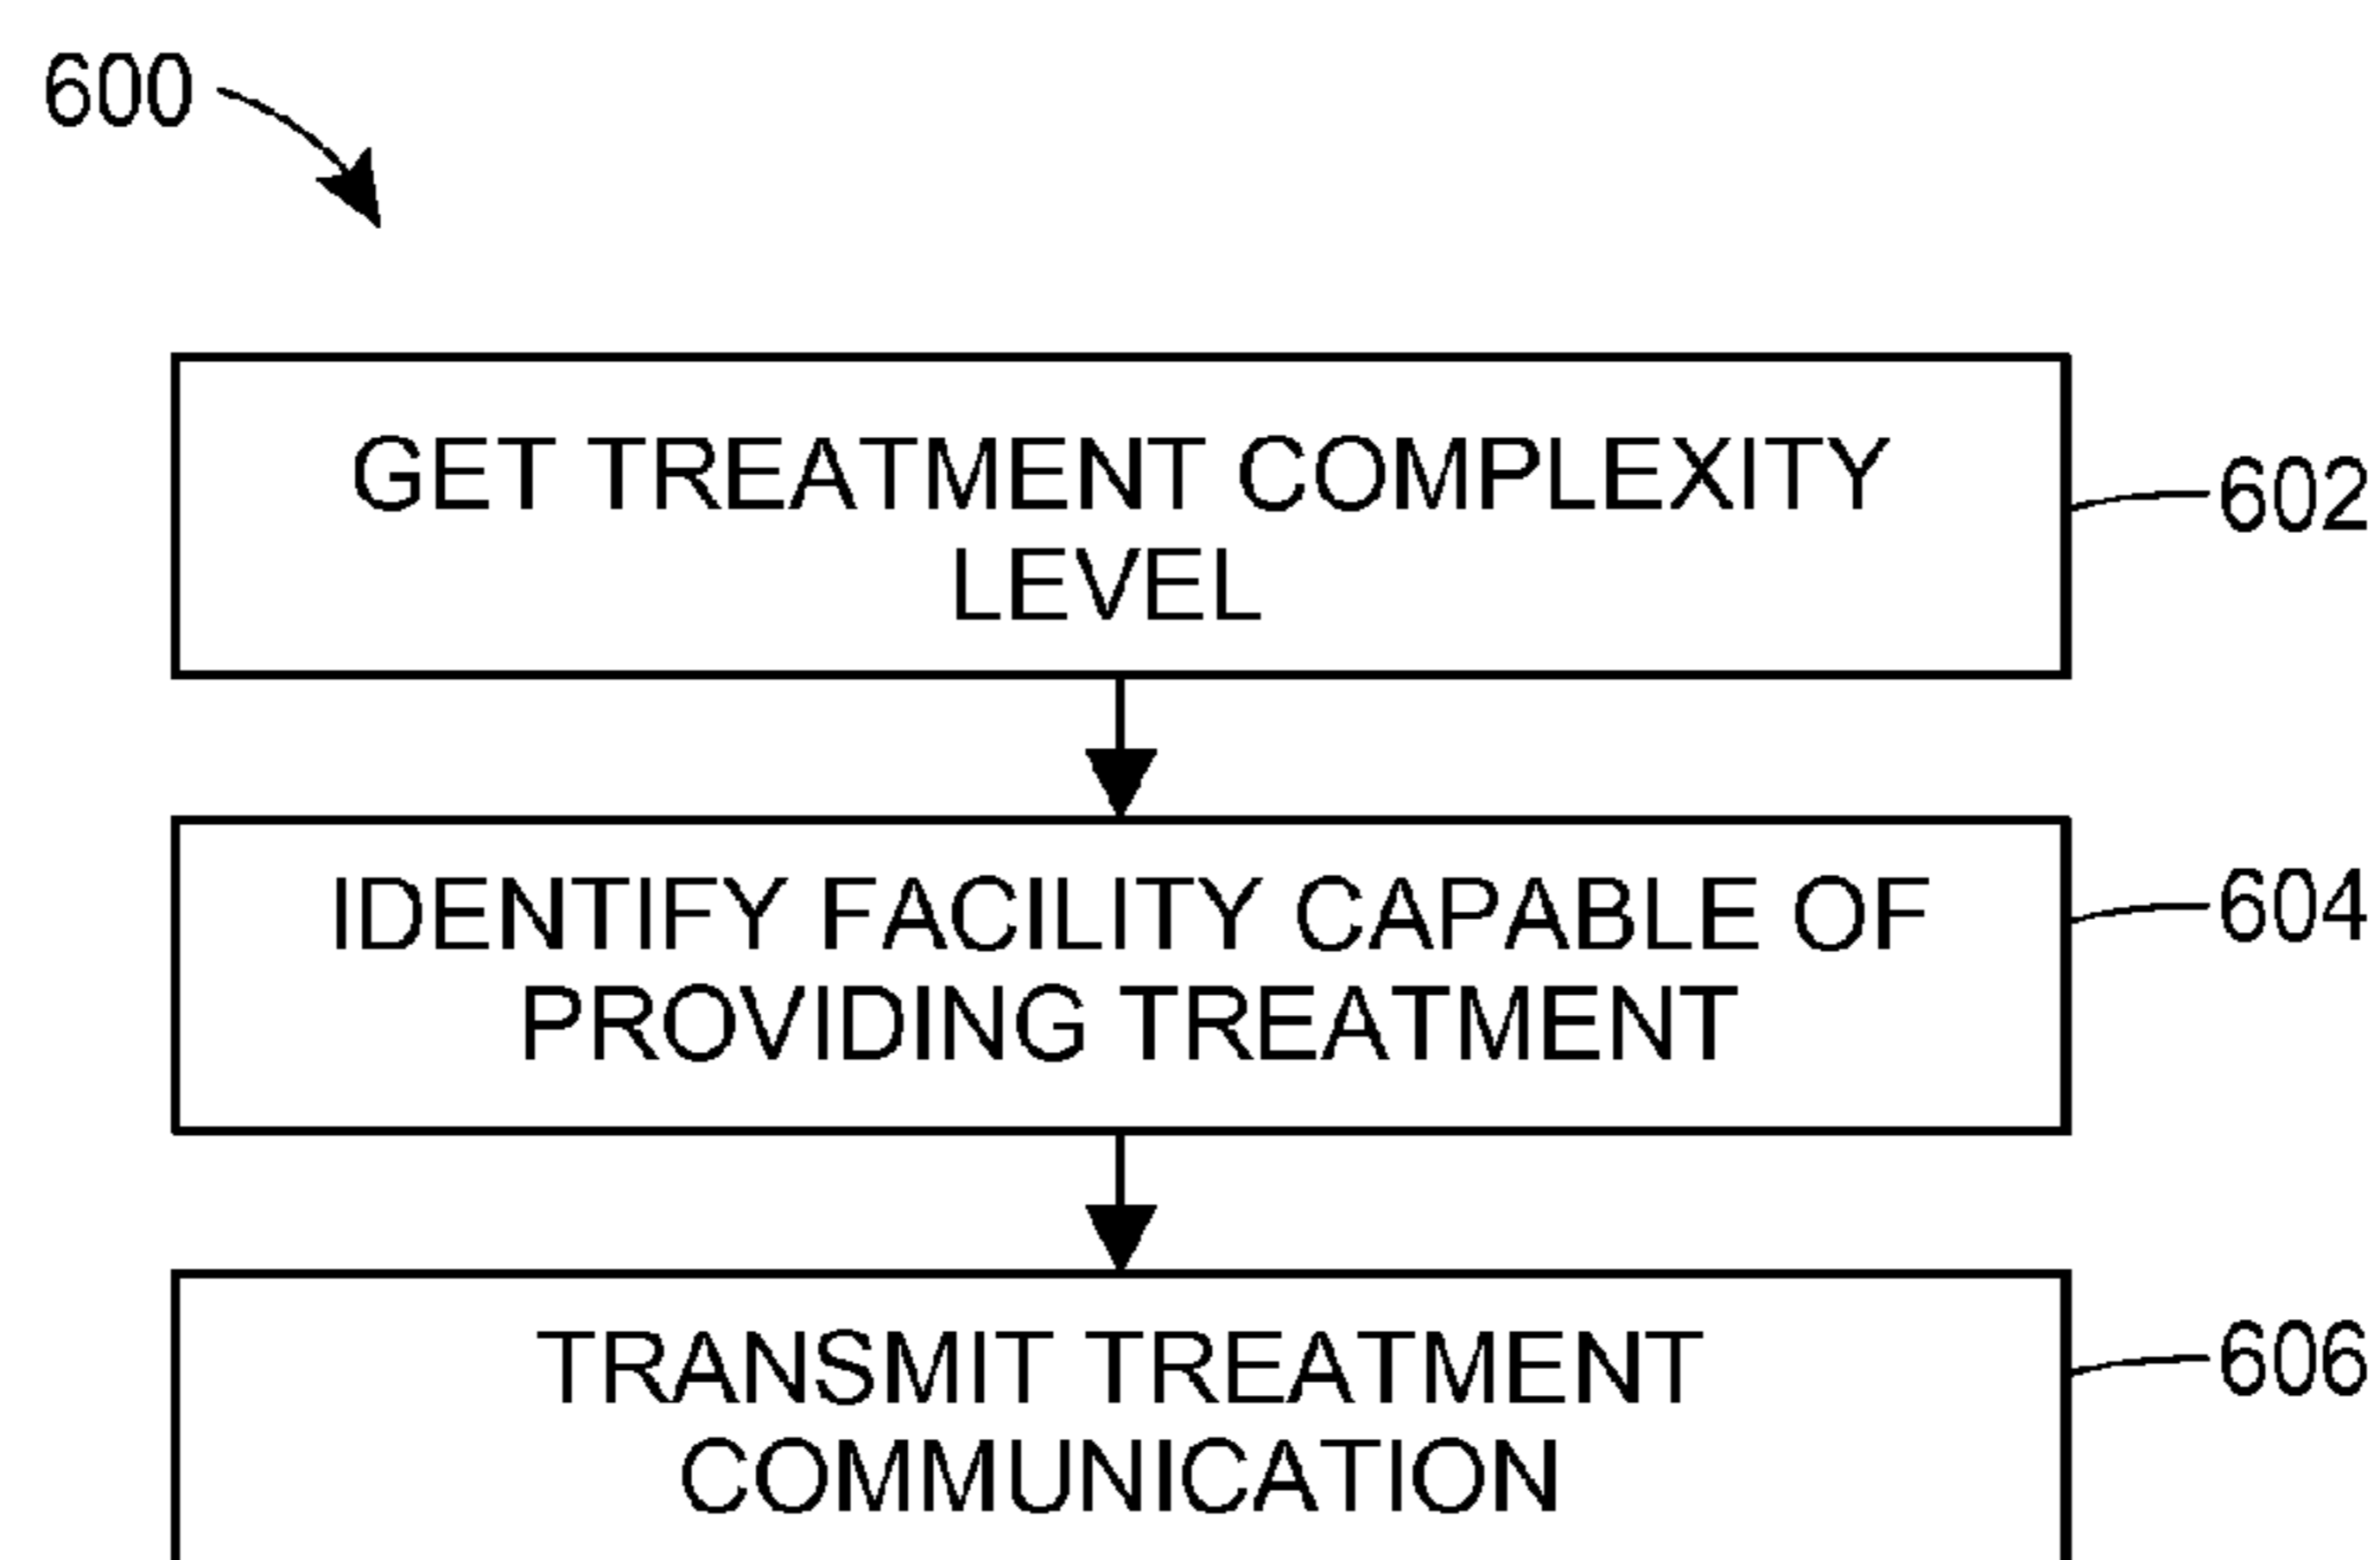 600
GET TREATMENT COMPLEXITY
LEVEL
602
IDENTIFY FACILITY CAPABLE OF
PROVIDING TREATMENT
604
TRANSMIT TREATMENT
COMMUNICATION
606